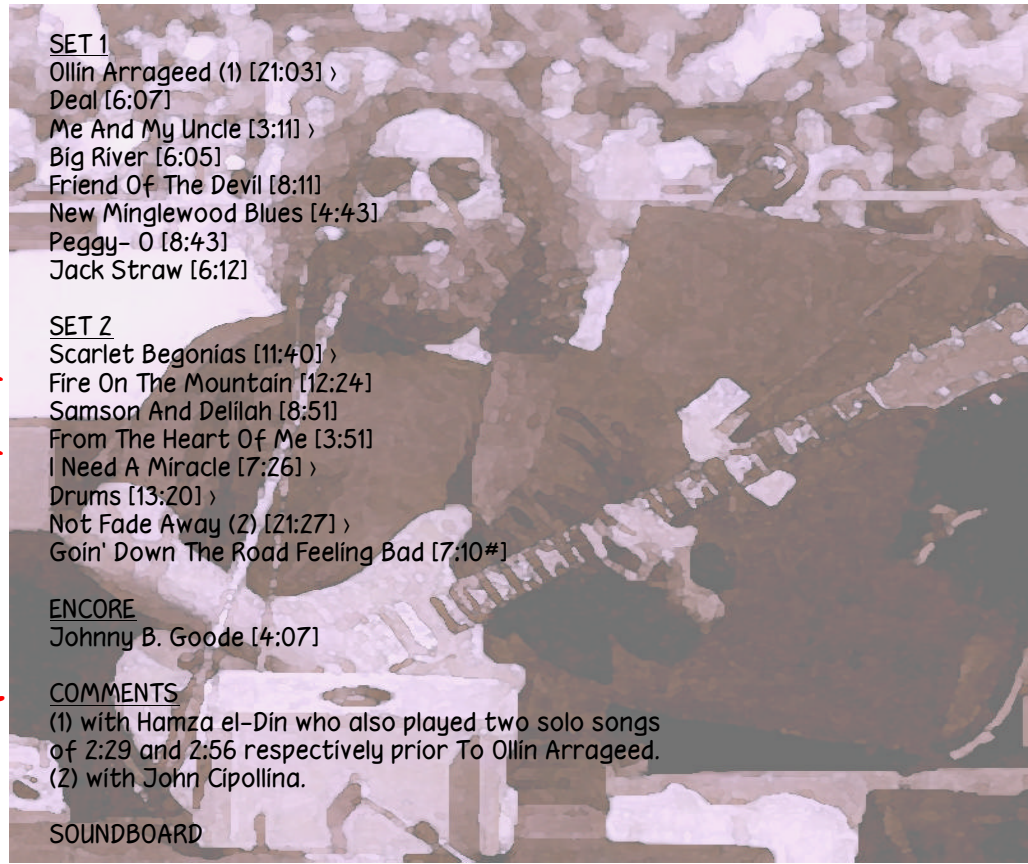 SET 1
Ollin Arrageed (1) [21:03] ›
Deal [6:07]
Me And My Uncle [3:11] ›
Big River [6:05]
Friend Of The Devil [8:11]
New Minglewood Blues [4:43]
Peggy- O [8:43]
Jack Straw [6:12]
SET 2
Scarlet Begonias [11:40] ›
Fire On The Mountain [12:24]
Samson And Delilah [8:51]
From The Heart Of Me [3:51]
I Need A Miracle [7:26] ›
Drums [13:20] ›
Not Fade Away (2) [21:27] ›
Goin' Down The Road Feeling Bad [7:10#]
ENCORE
Johnny B. Goode [4:07]
COMMENTS
(1) with Hamza el-Din who also played two solo songs
of 2:29 and 2:56 respectively prior To Ollin Arrageed.
(2) with John Cipollina.
SOUNDBOARD